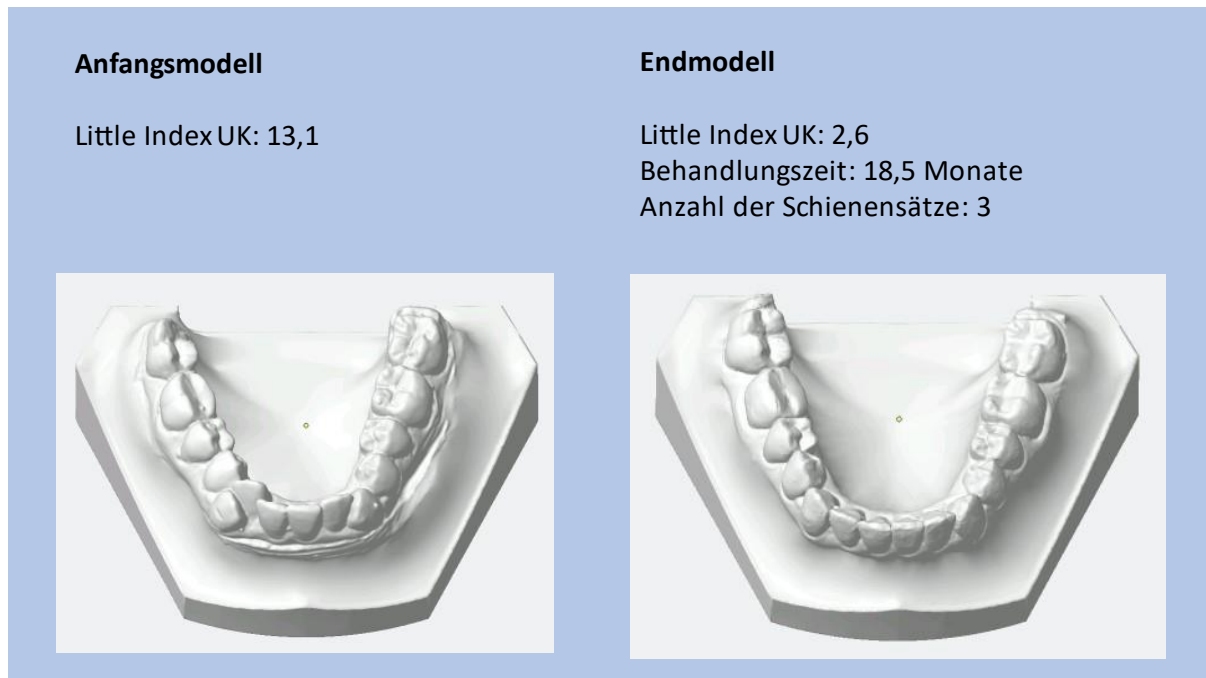 Anfangsmodell
Little Index UK: 13,1
Endmodell
Little Index UK: 2,6
Behandlungszeit: 18,5 Monate
Anzahl der Schienensätze: 3